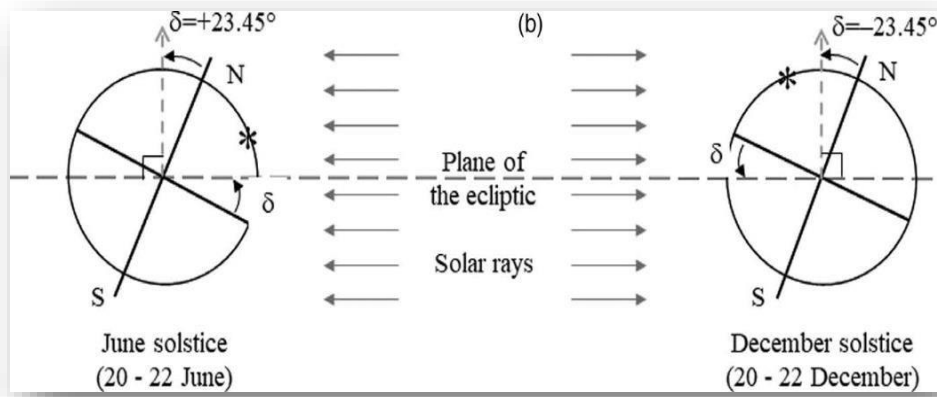 δ=+23.45°
(b)
δ=–23.45°
N
N
*
*
Plane of
the ecliptic
δ
δ
Solar rays
S
S
June solstice
(20 - 22 June)
December solstice
(20 - 22 December)